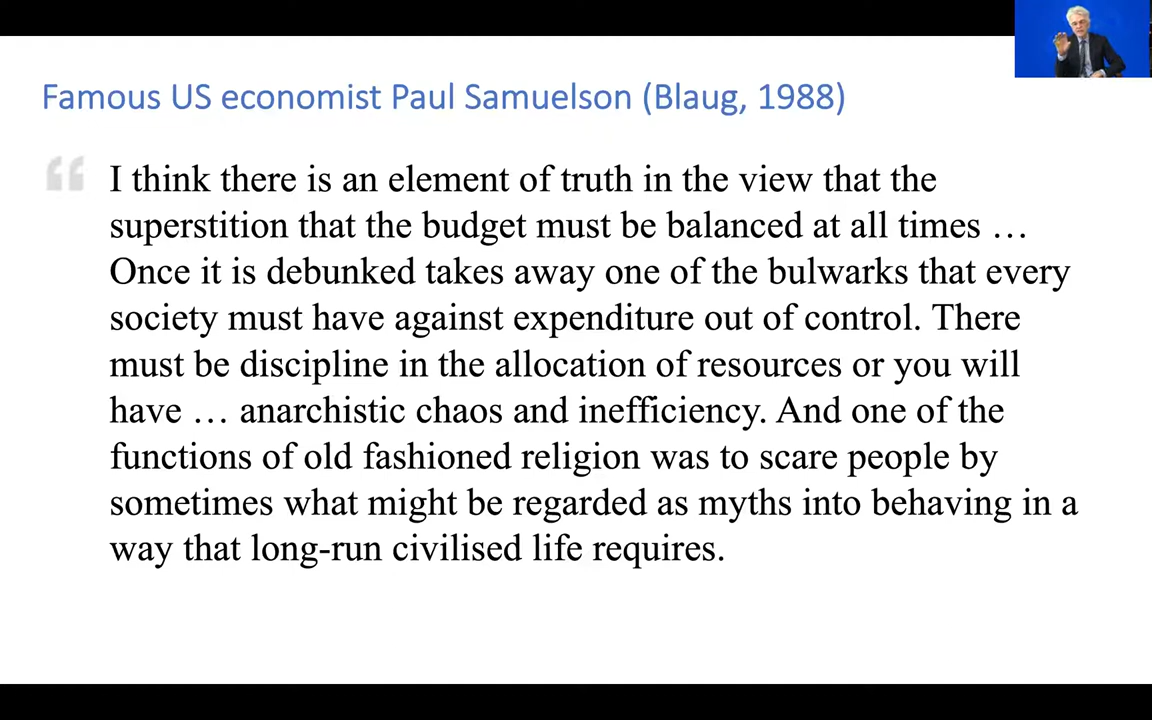 Famous US economist Paul Samuelson (Blaug, 1988)
“ I think there is an element of truth in the view that the
superstition that the budget must be balanced at all times …
Once it is debunked takes away one of the bulwarks that every
society must have against expenditure out of control. There
must be discipline in the allocation of resources or you will
have … anarchistic chaos and inefficiency. And one of the
functions of old fashioned religion was to scare people by
sometimes what might be regarded as myths into behaving in a
way that long-run civilised life requires.